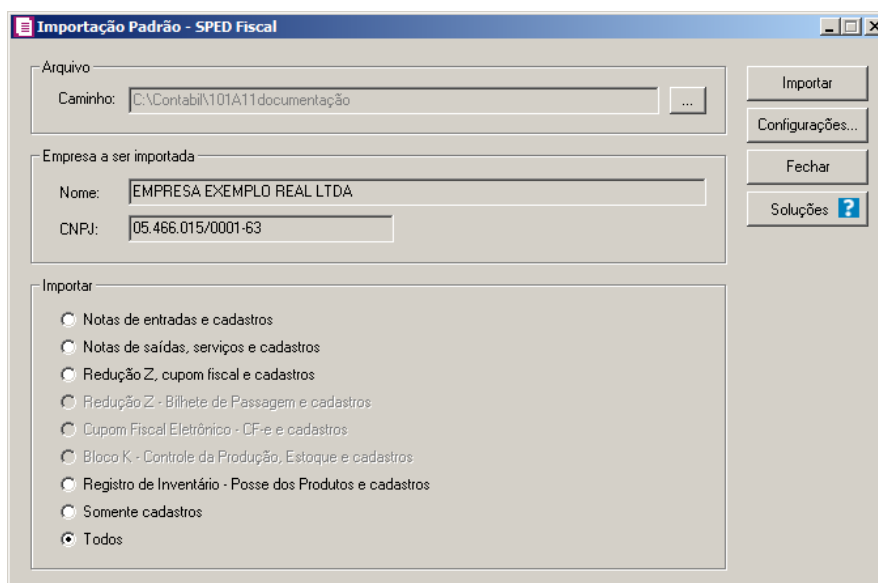 Importação Padrão - SPED Fiscal
Arquivo
Caminho: C:\Contabil\101A11documentação ...
Importar
Configurações...
Fechar
Soluções ?
Empresa a ser importada
Nome: EMPRESA EXEMPLO REAL LTDA
CNPJ: 05.466.015/0001-63
Importar
Notas de entradas e cadastros
Notas de saídas, serviços e cadastros
Redução Z, cupom fiscal e cadastros
Redução Z - Bilhete de Passagem e cadastros
Cupom Fiscal Eletrônico - CF-e e cadastros
Bloco K - Controle da Produção, Estoque e cadastros
Registro de Inventário - Posse dos Produtos e cadastros
Somente cadastros
Todos